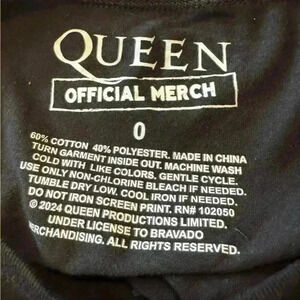 QUEEN
OFFICIAL MERCH
0
60% COTTON 40% POLYESTER. MADE IN CHINA
TURN GARMENT INSIDE OUT. MACHINE WASH
COLD WITH LIKE COLORS. GENTLE CYCLE.
USE ONLY NON-CHLORINE BLEACH IF NEEDED.
TUMBLE DRY LOW. COOL IRON IF NEEDED.
DO NOT IRON SCREEN PRINT. RN# 102050
© 2024 QUEEN PRODUCTIONS LIMITED.
UNDER LICENSE TO BRAVADO
MERCHANDISING. ALL RIGHTS RESERVED.